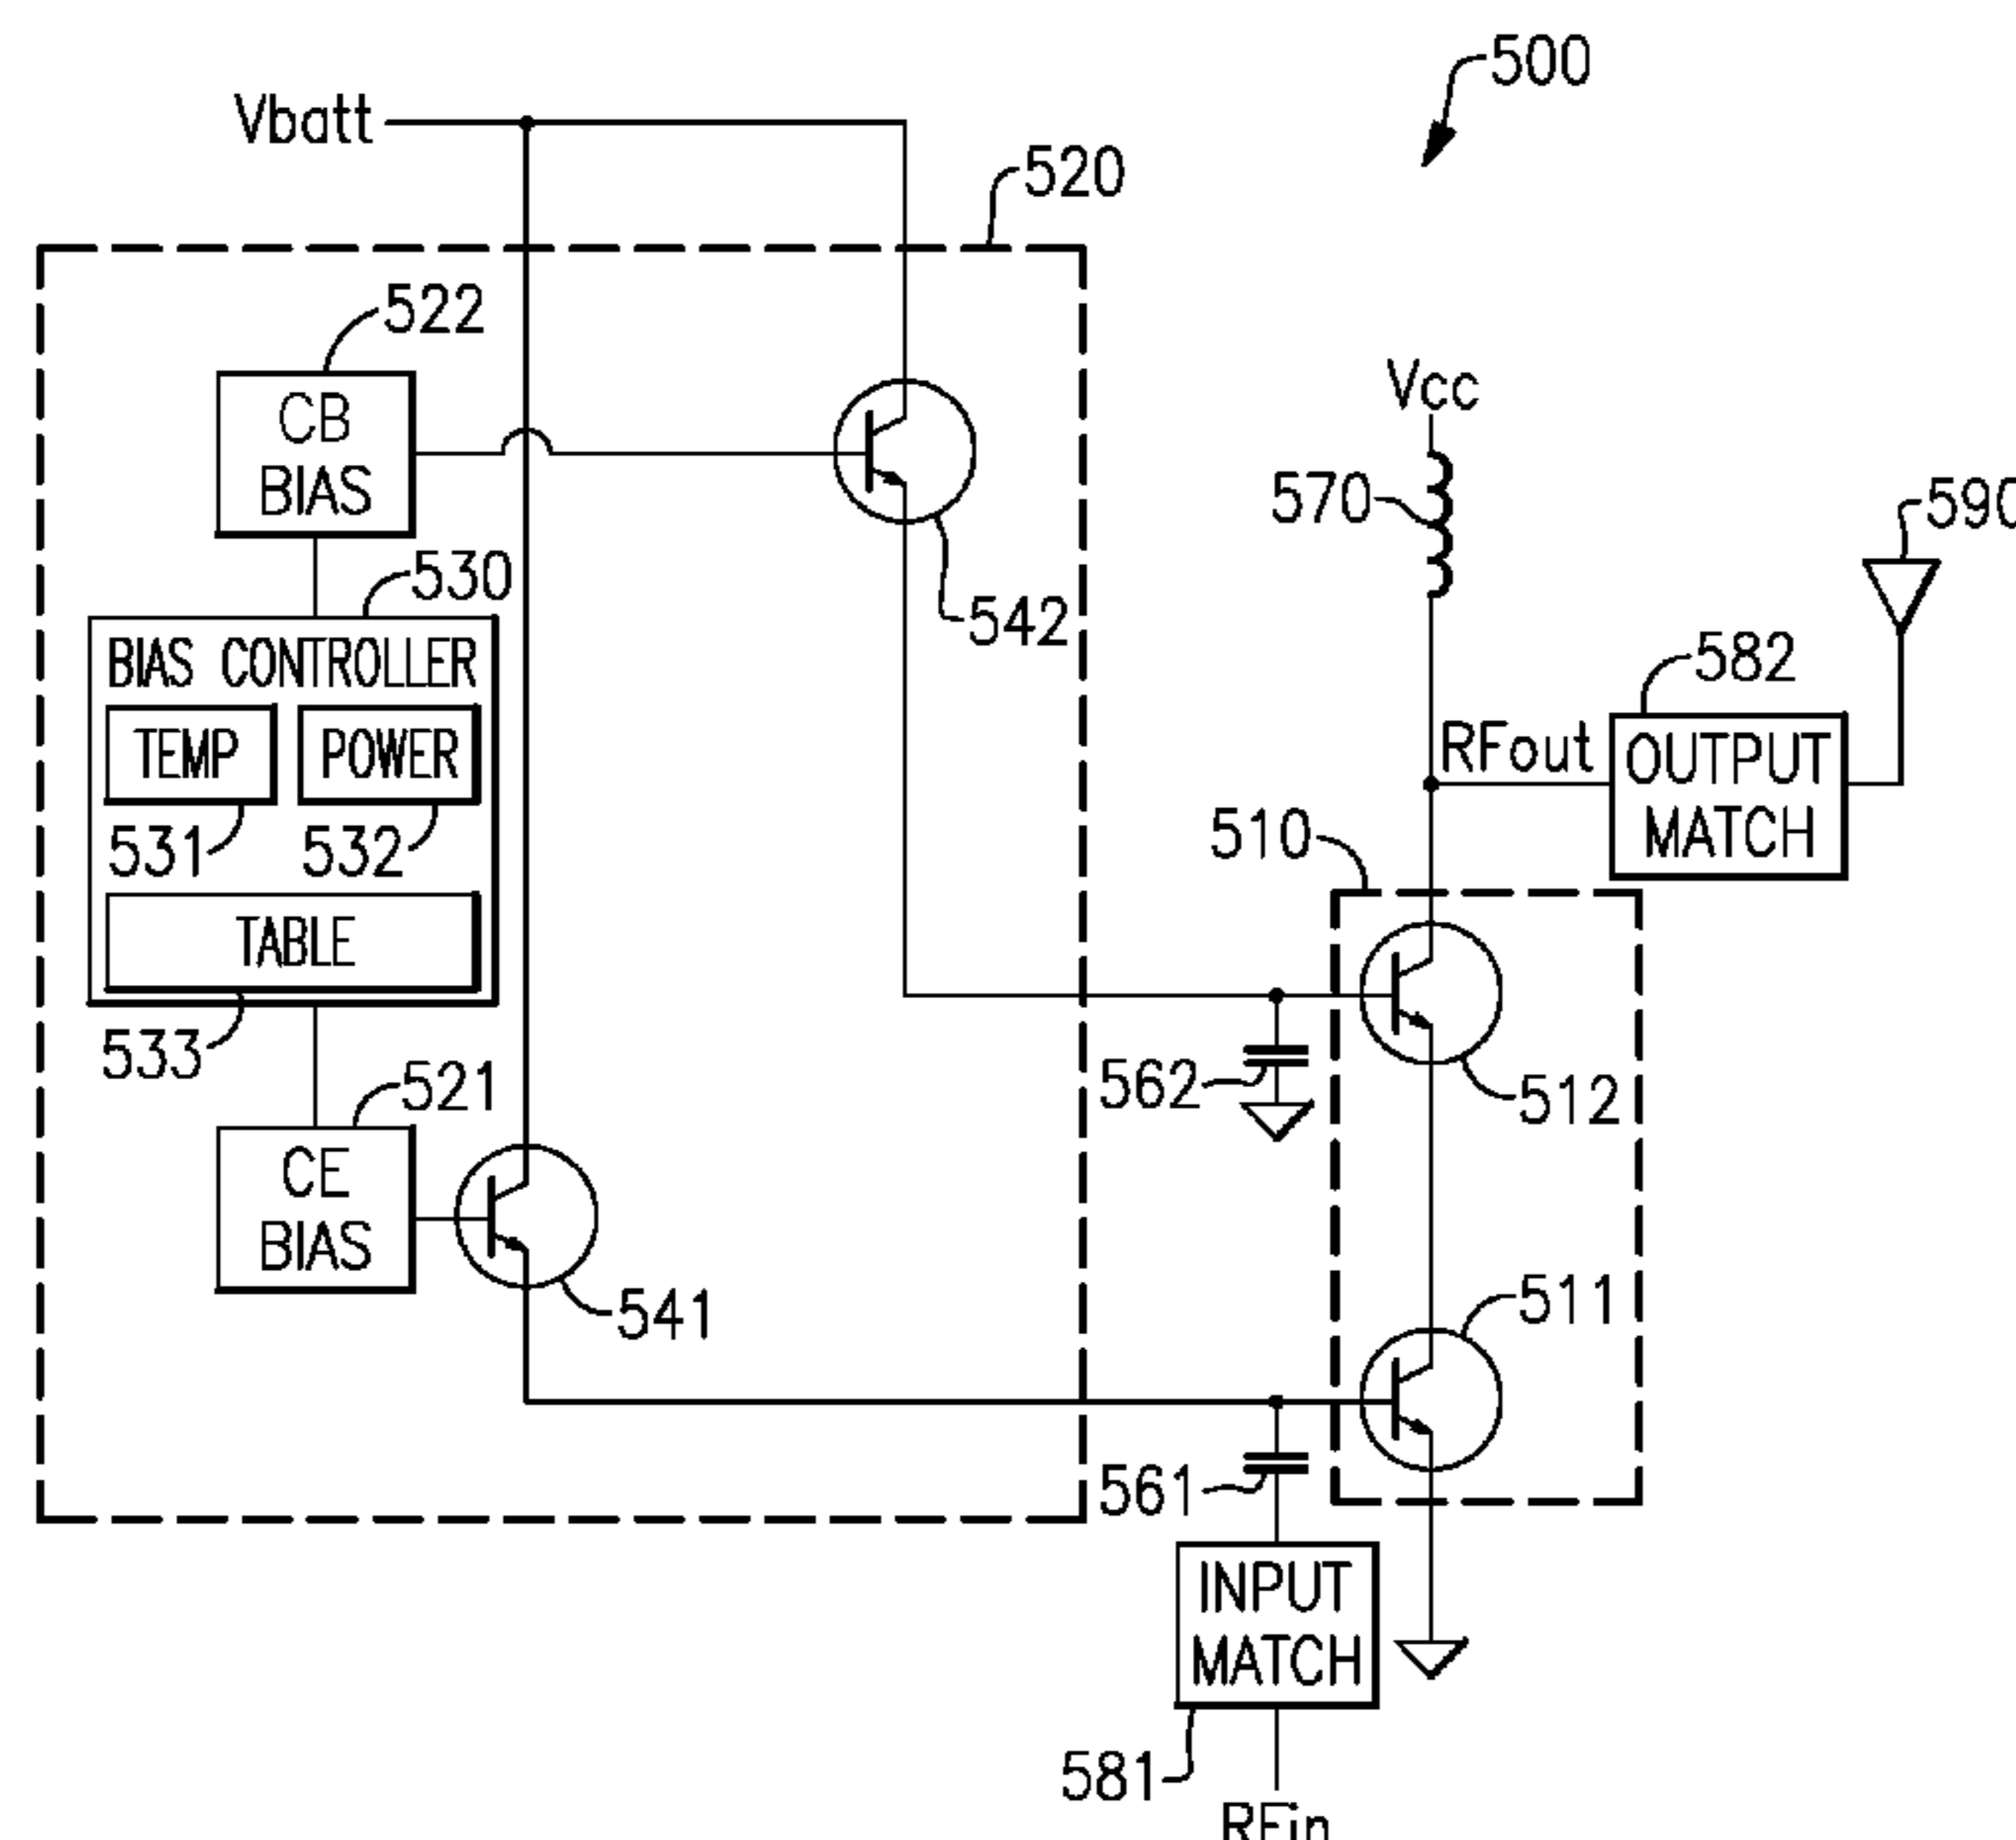 500
Vbatt
520
522
CB
BIAS
Vcc
570
590
530
542
BIAS CONTROLLER
582
TEMP
POWER
RFout
OUTPUT
MATCH
531
532
510
TABLE
533
521
562
512
CE
BIAS
541
511
561
INPUT
MATCH
581
RFin